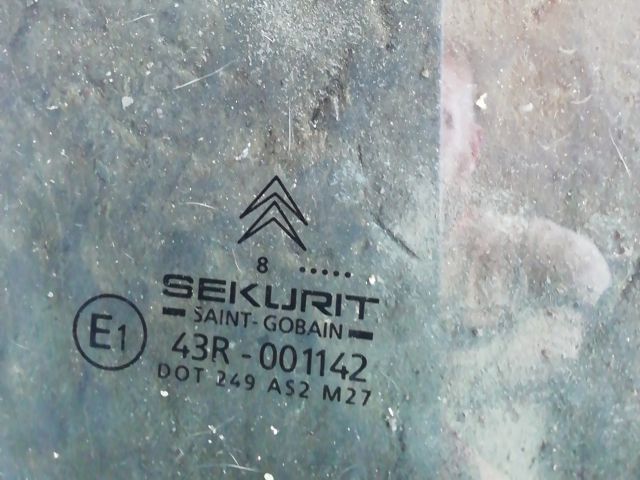 8 .....
SEKURIT
SAINT-GOBAIN
E1
43R - 001142
DOT 249 AS2 M27